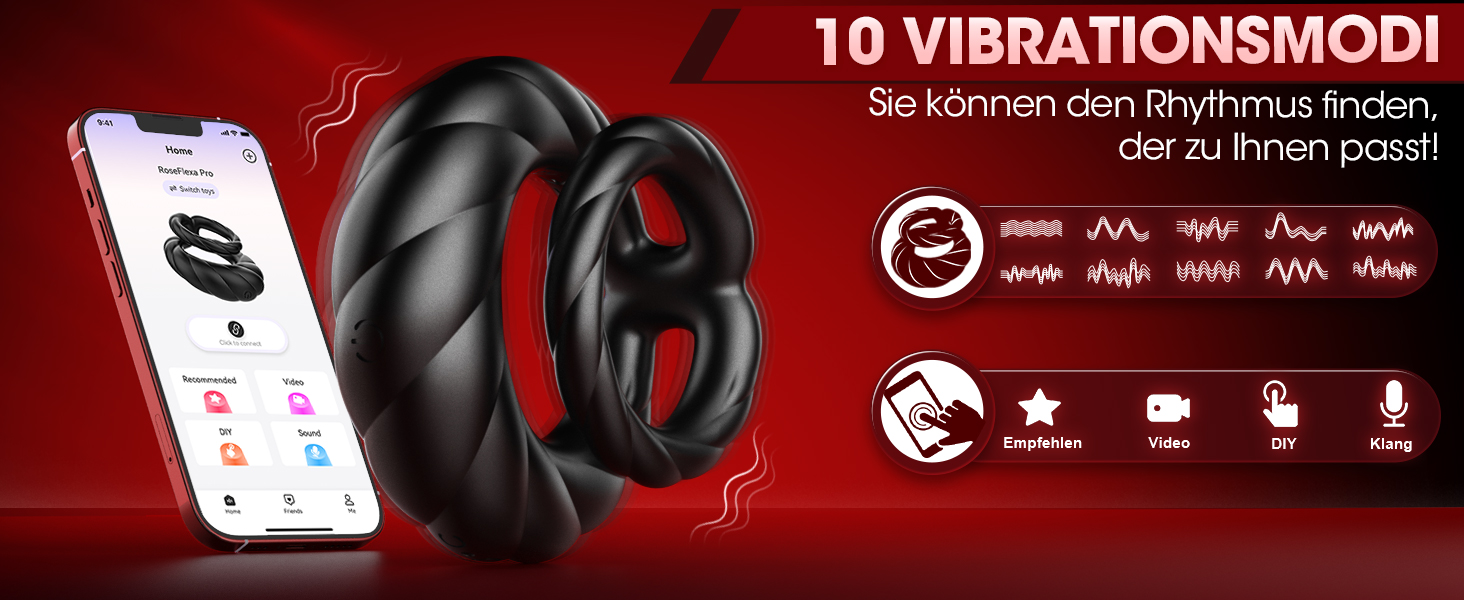 10 VIBRATIONSMODI
Sie können den Rhythmus finden,
der zu Ihnen passt!
9:41
Home
RoseFlexa Pro
Switch toys
Click to connect
Recommended
Video
DIY
Sound
Home
Friends
Me
Empfehlen
Video
DIY
Klang